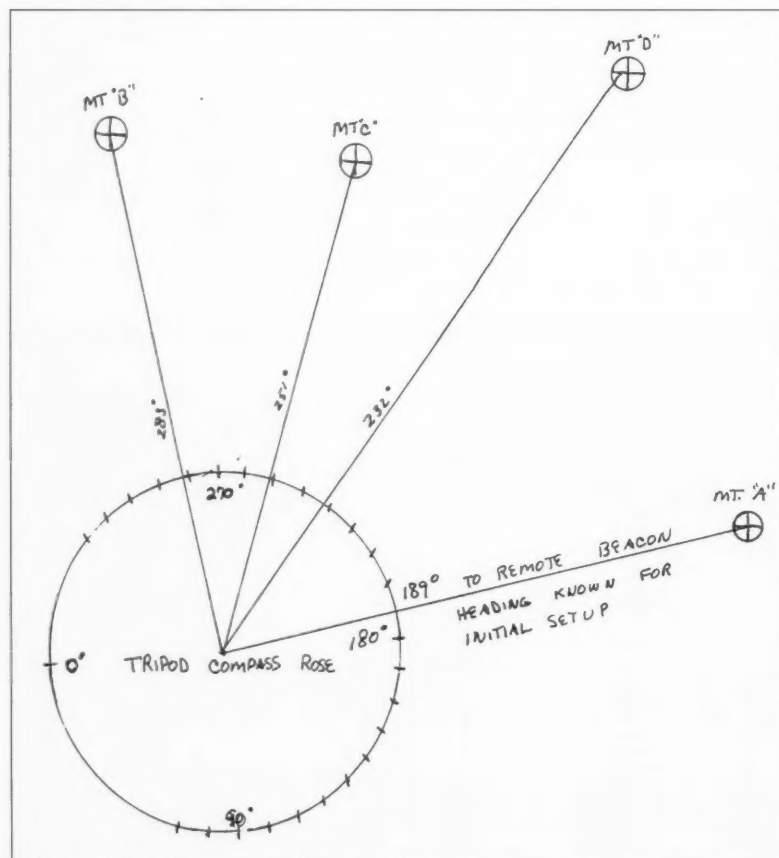 MT "D"
MT "B"
MT "C"
283°
251°
232°
270°
MT. "A"
189° TO REMOTE BEACON
HEADING KNOWN FOR
INITIAL SETUP
180°
0°
TRIPOD COMPASS ROSE
90°